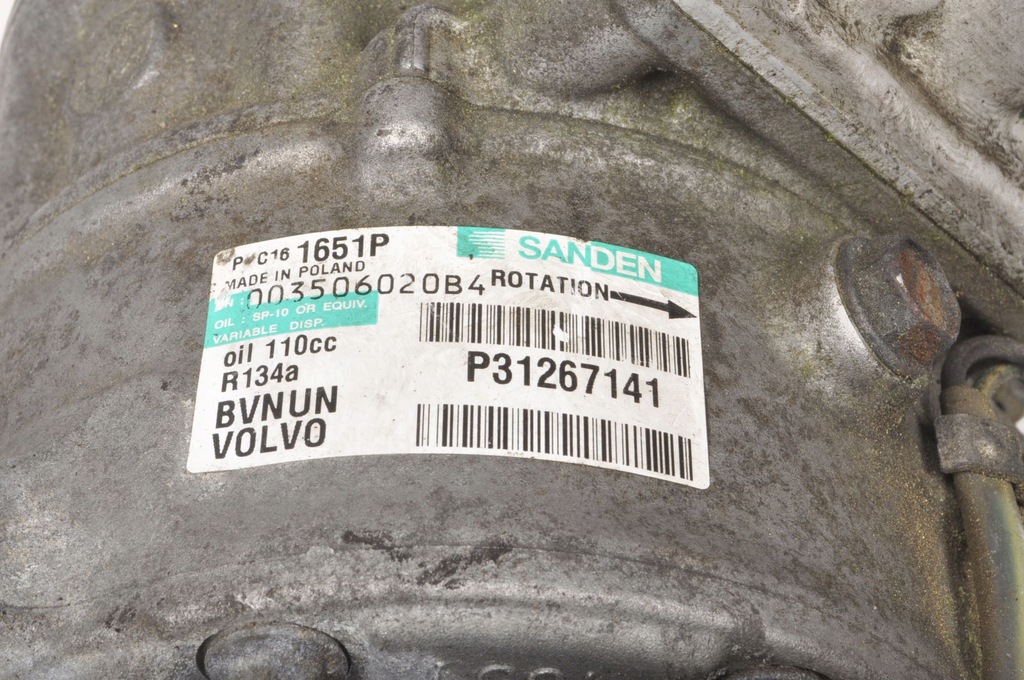 1651P SANDEN
MADE IN POLAND
003506020B4 ROTATION
OIL : SP-10 OR EQUIV.
VARIABLE DISP.
oil 110cc
R134a
P31267141
BVNUN
VOLVO